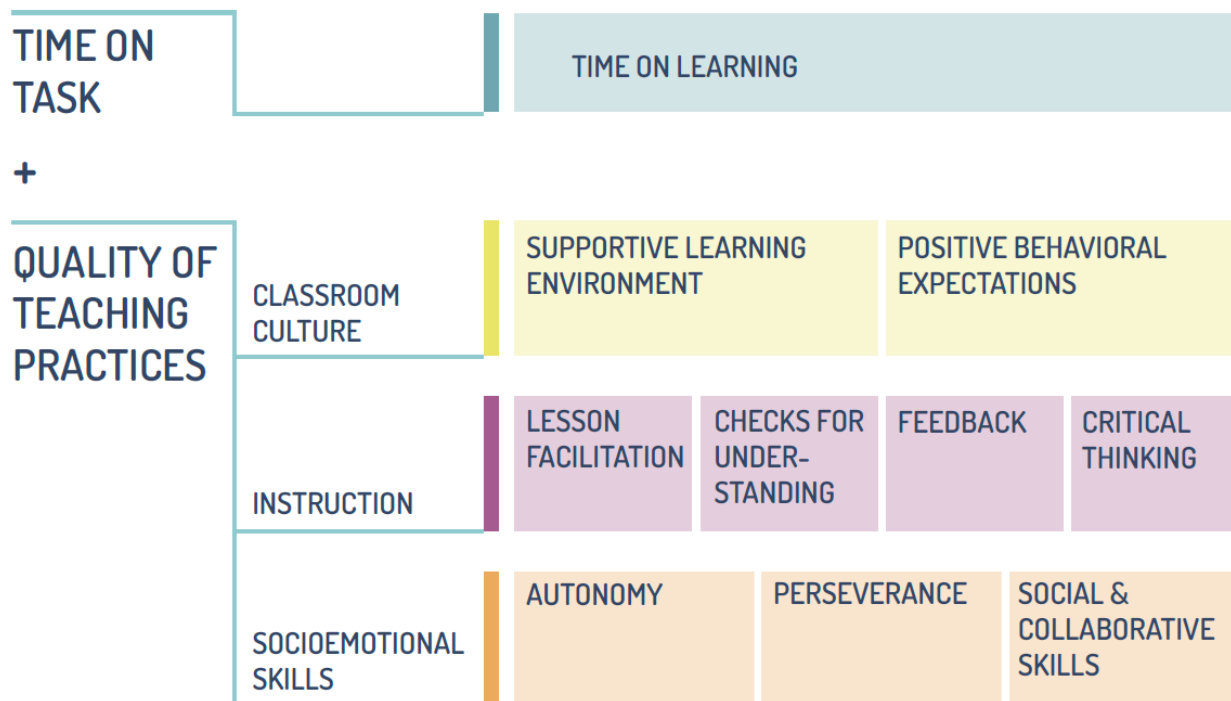 TIME ON
TASK
TIME ON LEARNING
+
QUALITY OF
TEACHING
PRACTICES
CLASSROOM
CULTURE
SUPPORTIVE LEARNING
ENVIRONMENT
POSITIVE BEHAVIORAL
EXPECTATIONS
INSTRUCTION
LESSON
FACILITATION
CHECKS FOR
UNDER-
STANDING
FEEDBACK
CRITICAL
THINKING
SOCIOEMOTIONAL
SKILLS
AUTONOMY
PERSEVERANCE
SOCIAL &
COLLABORATIVE
SKILLS